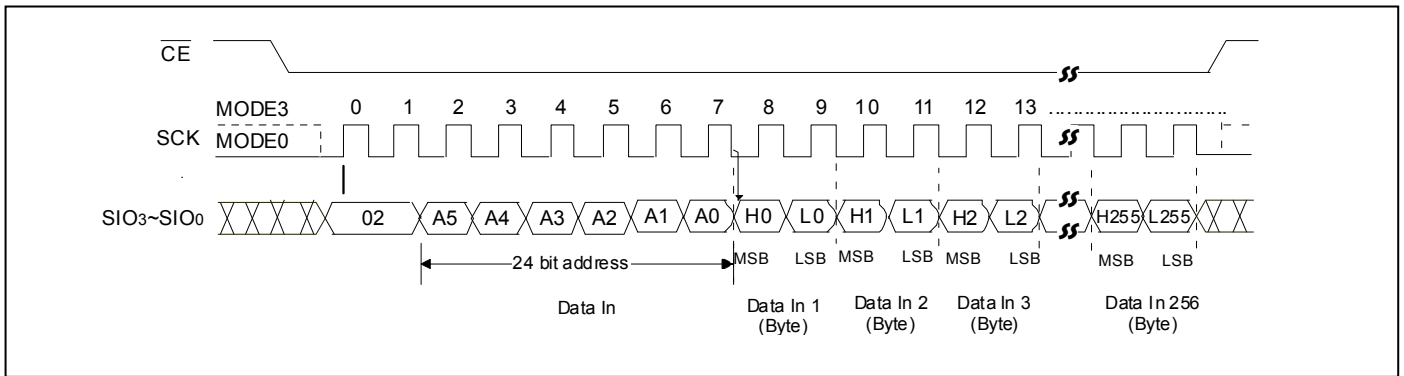 CE
MODE3 0 1 2 3 4 5 6 7 8 9 10 11 12 13
SCK MODE0
SIO3~SIO0 02 A5 A4 A3 A2 A1 A0 H0 L0 H1 L1 H2 L2 H255 L255
24 bit address MSB LSB MSB LSB MSB LSB MSB LSB
Data In Data In 1 Data In 2 Data In 3 Data In 256
(Byte) (Byte) (Byte) (Byte)